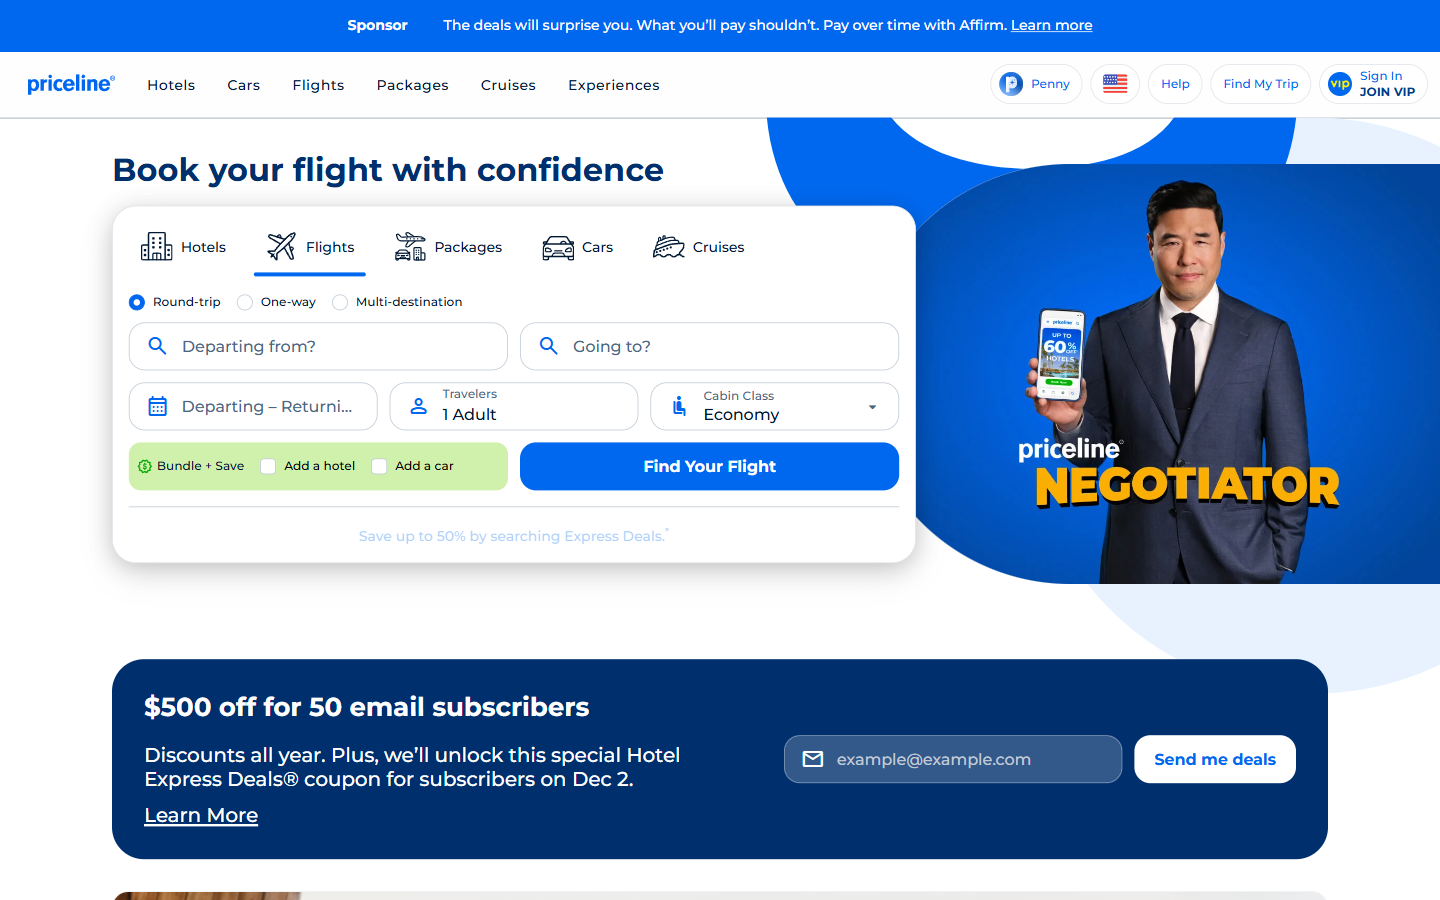 Sponsor The deals will surprise you. What you'll pay shouldn't. Pay over time with Affirm. Learn more
priceline®
Hotels Cars Flights Packages Cruises Experiences
Penny
Help
Find My Trip
VIP
Sign In
JOIN VIP
Book your flight with confidence
Hotels Flights Packages Cars Cruises
Round-trip One-way Multi-destination
Departing from? Going to?
Departing – Returni...
Travelers
1 Adult
Cabin Class
Economy
Bundle + Save Add a hotel Add a car
Find Your Flight
Save up to 50% by searching Express Deals.*
priceline
UP TO
60% OFF
HOTELS
priceline®
NEGOTIATOR
$500 off for 50 email subscribers
Discounts all year. Plus, we'll unlock this special Hotel
Express Deals® coupon for subscribers on Dec 2.
Learn More
example@example.com
Send me deals